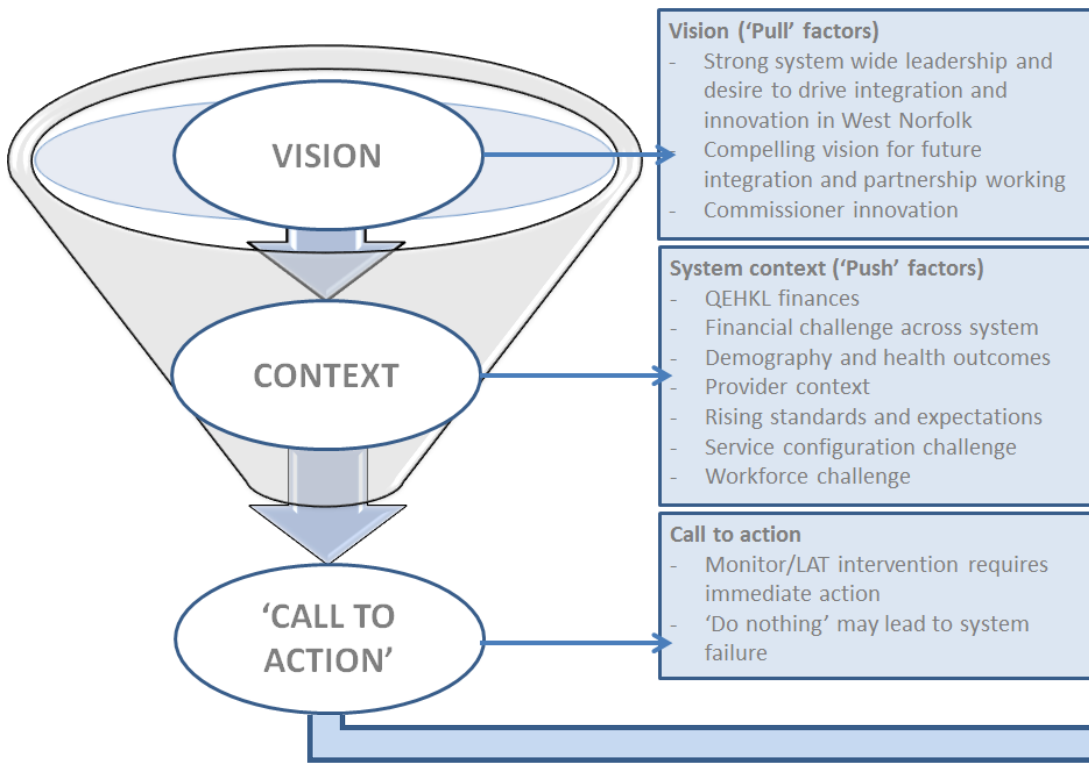 VISION
Vision (‘Pull’ factors)
- Strong system wide leadership and
desire to drive integration and
innovation in West Norfolk
- Compelling vision for future
integration and partnership working
- Commissioner innovation
CONTEXT
System context (‘Push’ factors)
- QEHKL finances
- Financial challenge across system
- Demography and health outcomes
- Provider context
- Rising standards and expectations
- Service configuration challenge
- Workforce challenge
‘CALL TO
ACTION’
Call to action
- Monitor/LAT intervention requires
immediate action
- ‘Do nothing’ may lead to system
failure